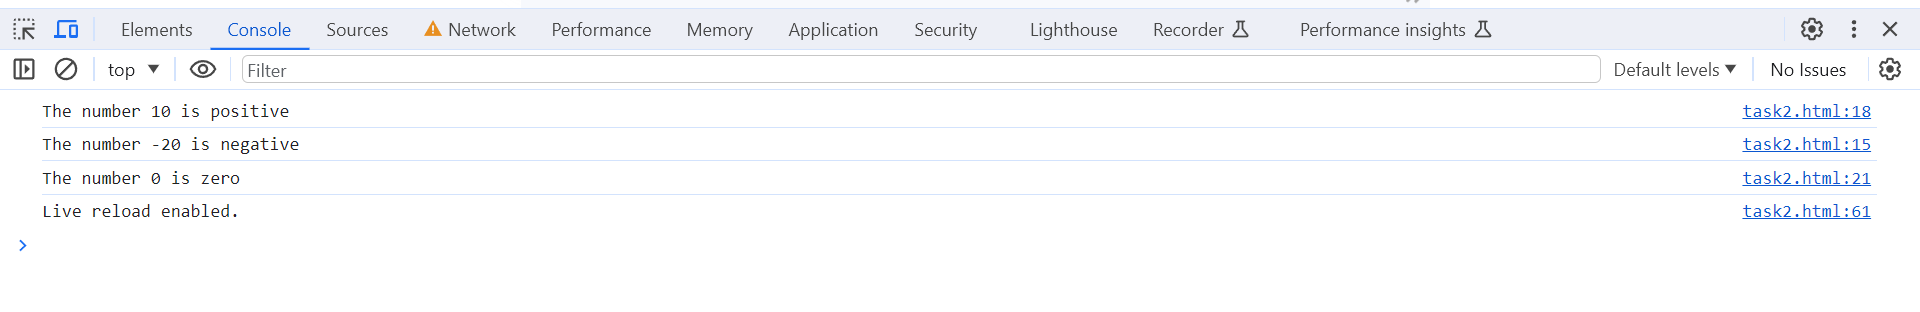 Elements Console Sources Network Performance Memory Application Security Lighthouse Recorder Performance insights
top Filter Default levels No Issues
The number 10 is positive task2.html:18
The number -20 is negative task2.html:15
The number 0 is zero task2.html:21
Live reload enabled. task2.html:61